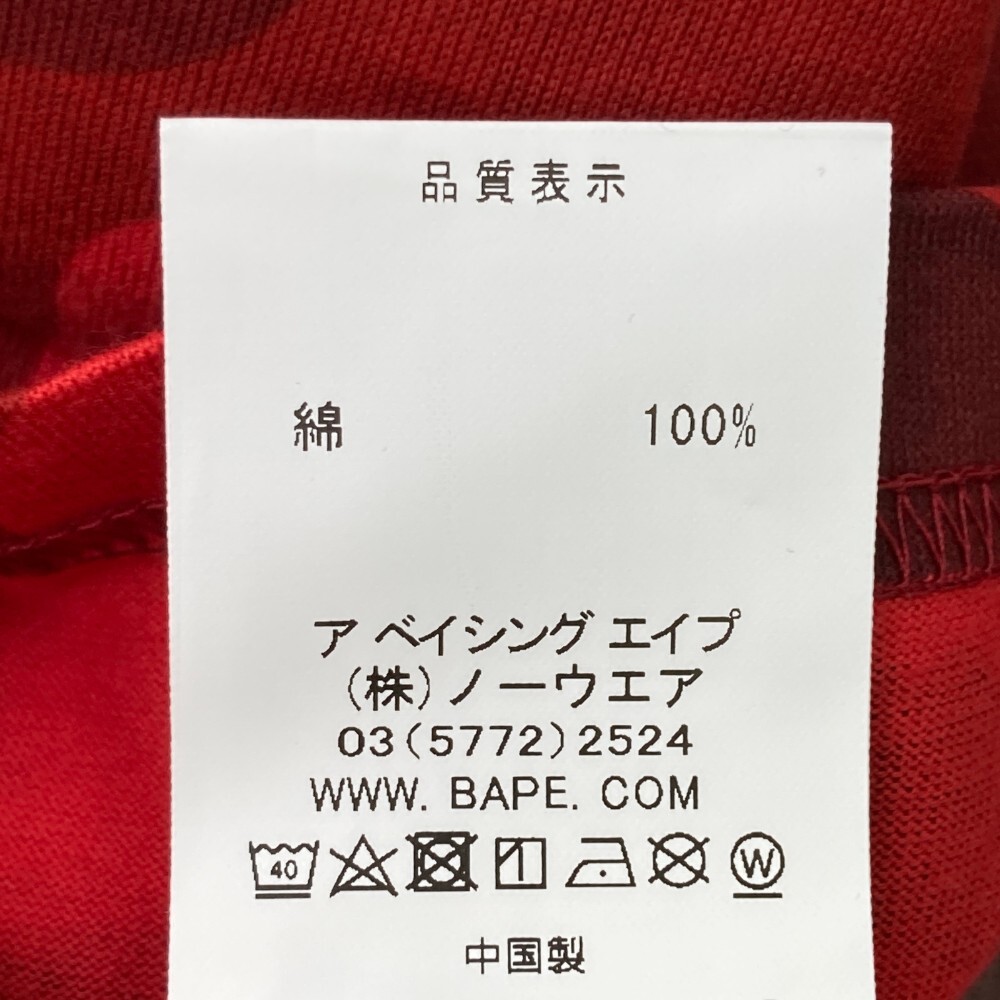 品質表示
綿 100%
ア ベイシング エイプ
(株)ノーウエア
03(5772)2524
WWW. BAPE. COM
40 W
中国製